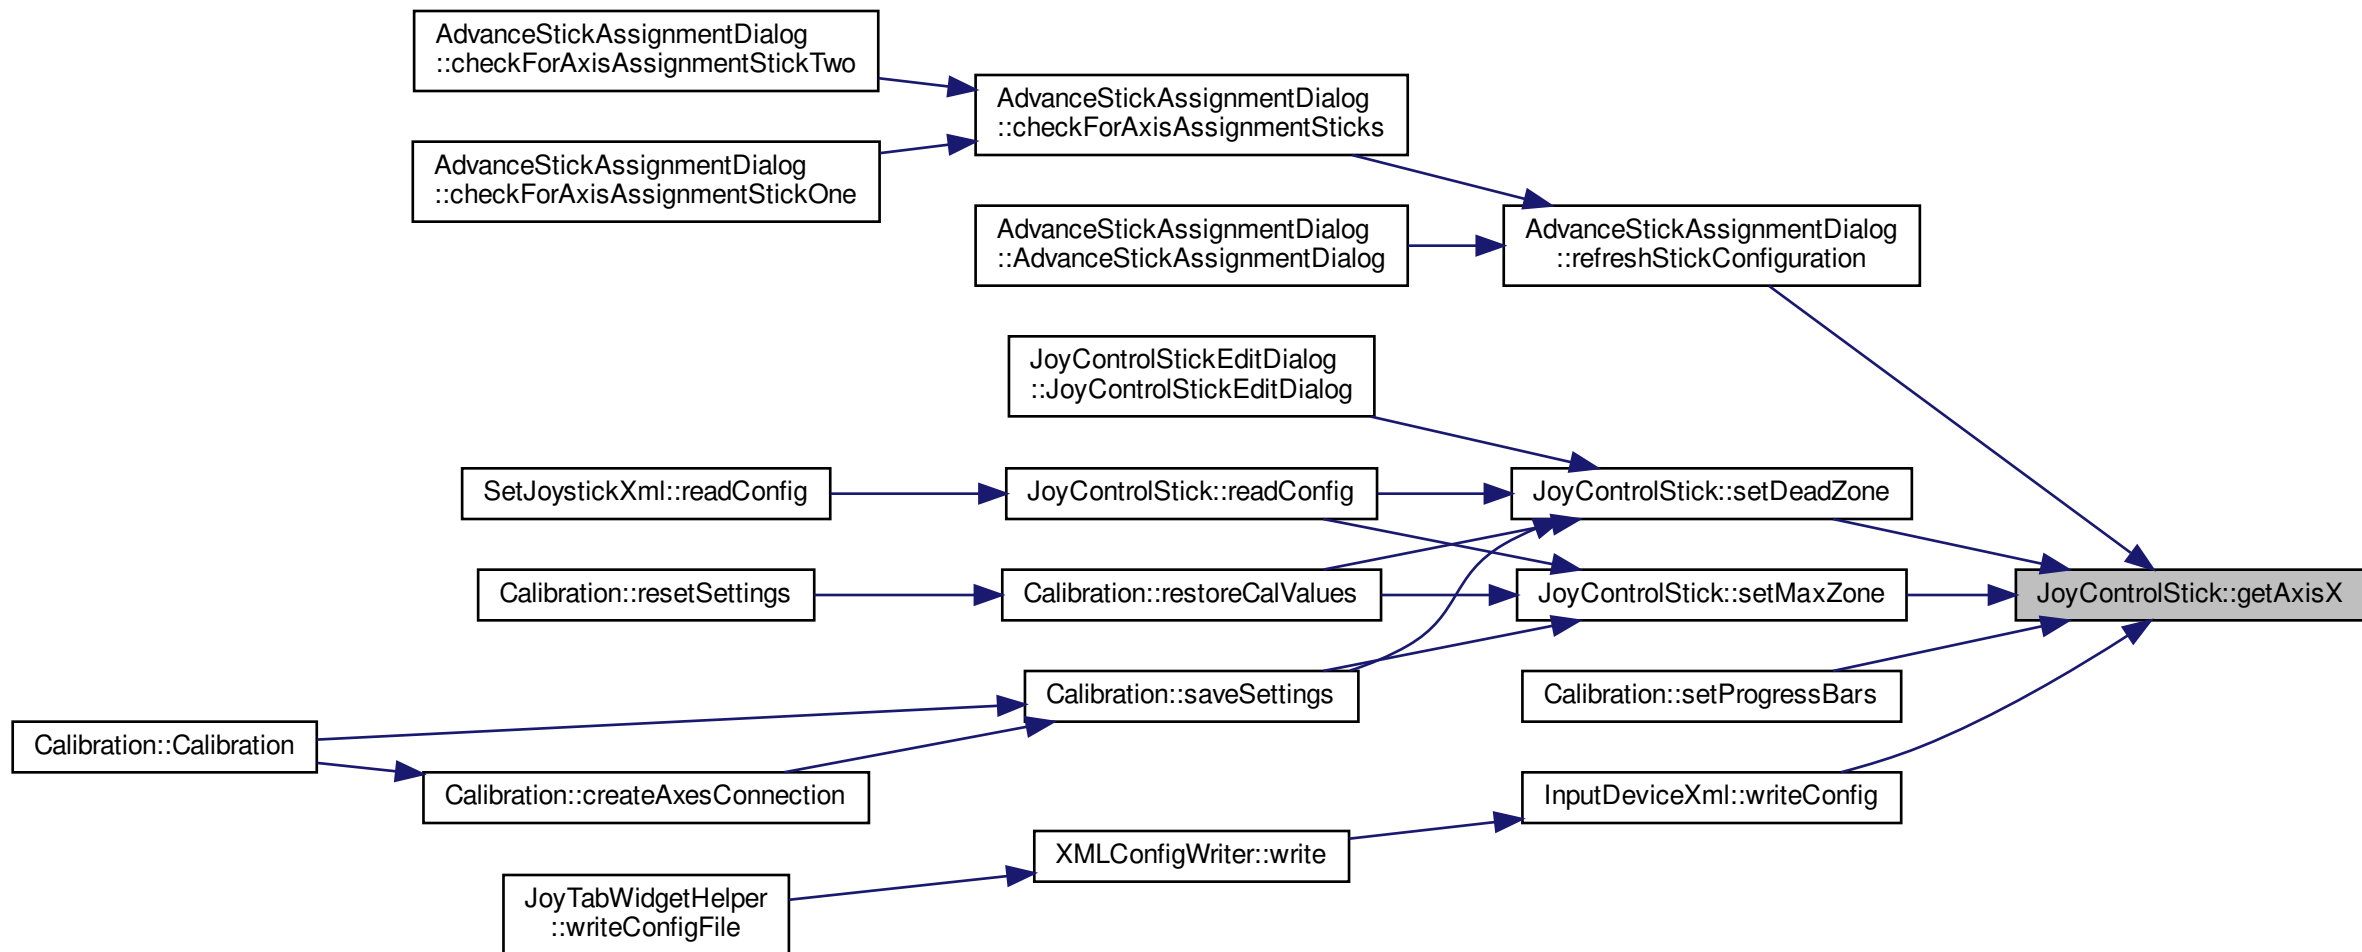 AdvanceStickAssignmentDialog
::checkForAxisAssignmentStickTwo
AdvanceStickAssignmentDialog
::checkForAxisAssignmentSticks
AdvanceStickAssignmentDialog
::checkForAxisAssignmentStickOne
AdvanceStickAssignmentDialog
::AdvanceStickAssignmentDialog
AdvanceStickAssignmentDialog
::refreshStickConfiguration
JoyControlStickEditDialog
::JoyControlStickEditDialog
SetJoystickXml::readConfig
JoyControlStick::readConfig
JoyControlStick::setDeadZone
Calibration::resetSettings
Calibration::restoreCalValues
JoyControlStick::setMaxZone
JoyControlStick::getAxisX
Calibration::saveSettings
Calibration::setProgressBars
Calibration::Calibration
Calibration::createAxesConnection
InputDeviceXml::writeConfig
XMLConfigWriter::write
JoyTabWidgetHelper
::writeConfigFile